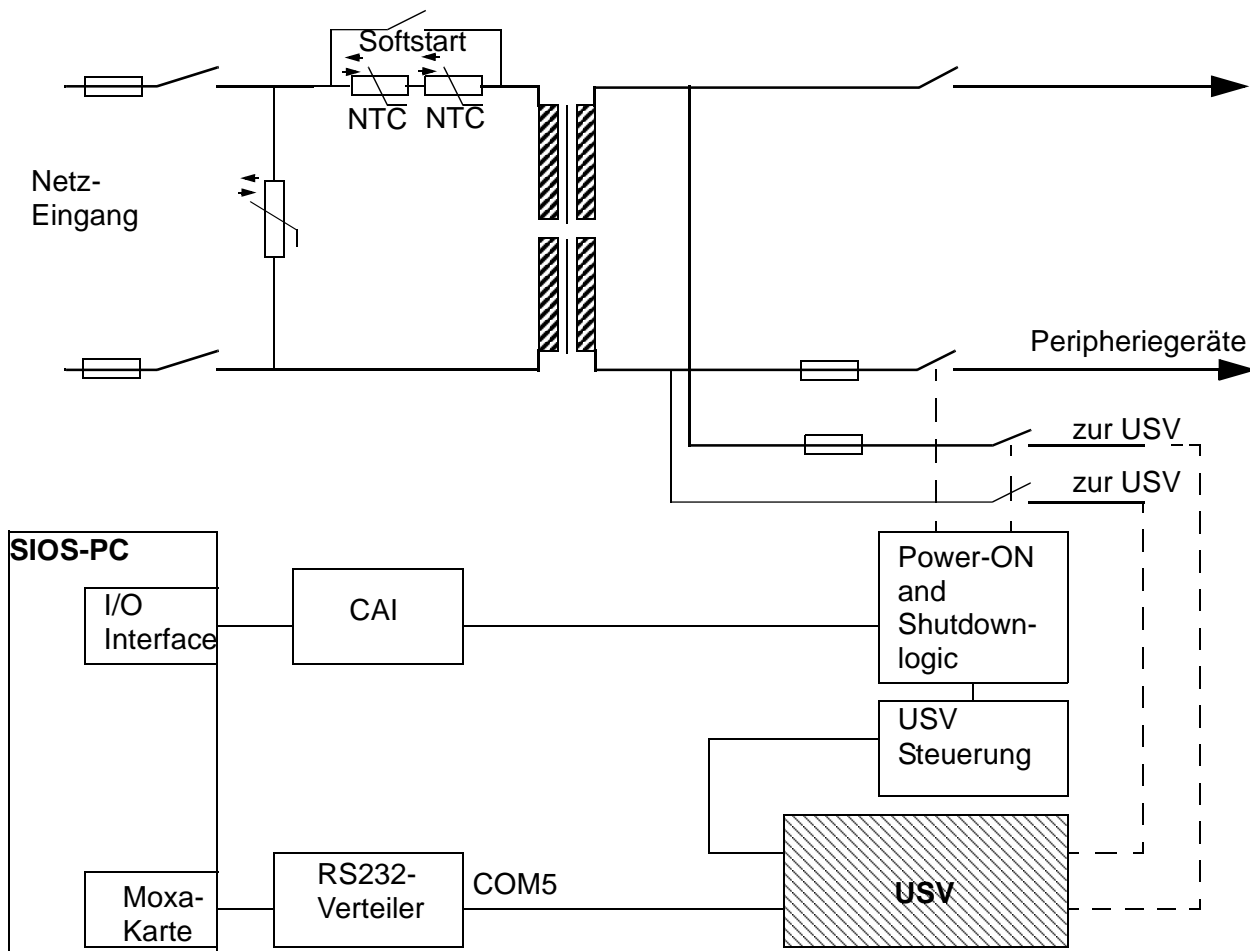 Softstart
NTC
NTC
Netz-
Eingang
Peripheriegeräte
zur USV
zur USV
SIOS-PC
I/O
Interface
CAI
Power-ON
and
Shutdown-
logic
USV
Steuerung
Moxa-
Karte
RS232-
Verteiler
COM5
USV